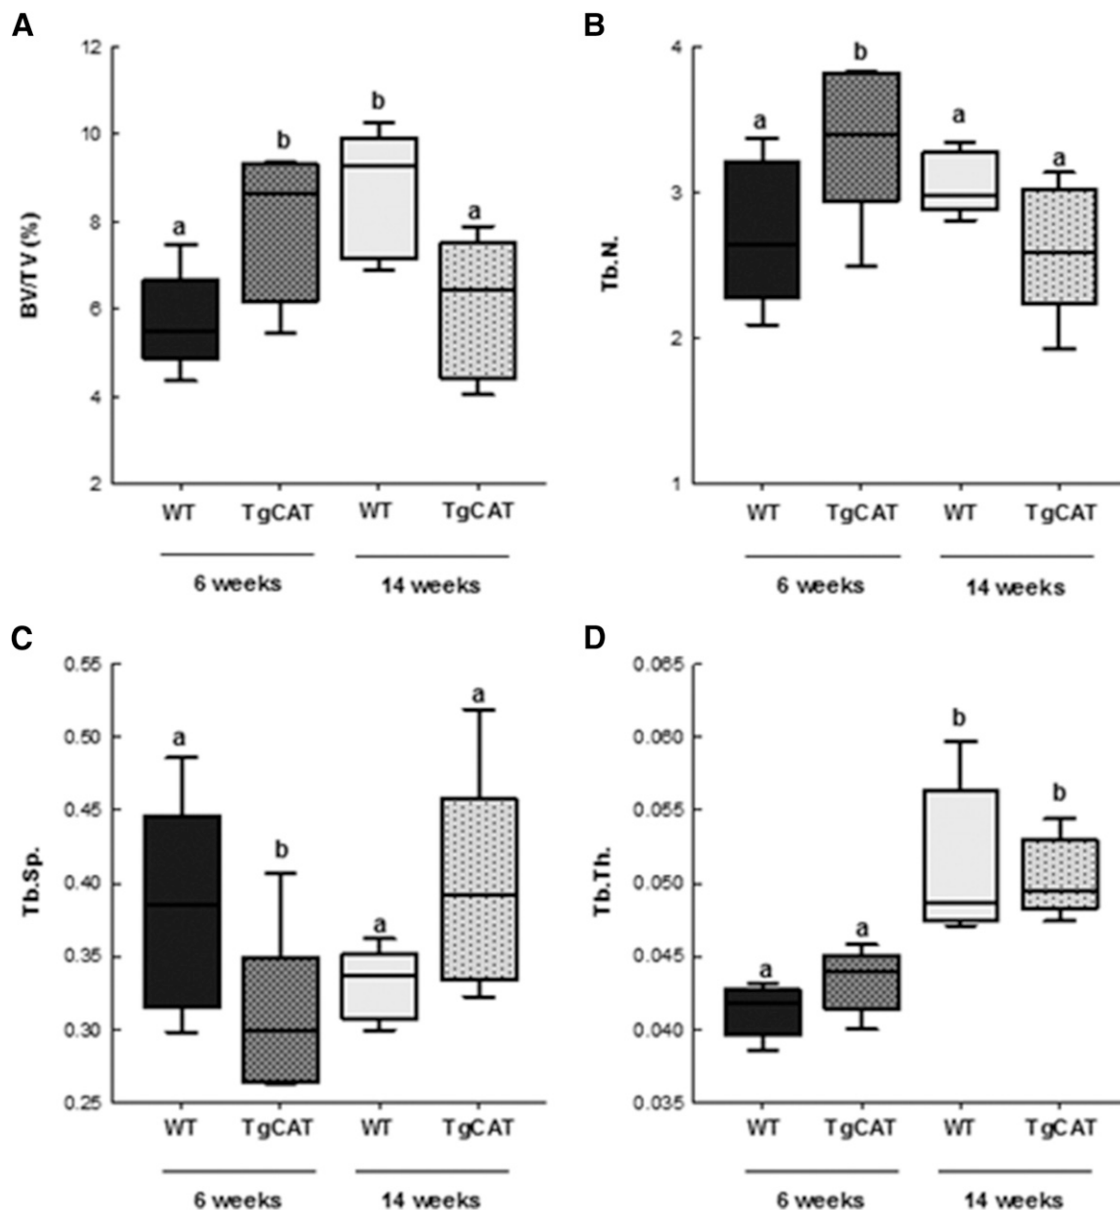 A
12
10
8
6
4
2
BV/TV (%)
a
b
b
a
WT TgCAT WT TgCAT
6 weeks 14 weeks
B
4
3
2
1
Tb.N.
a
b
a
a
WT TgCAT WT TgCAT
6 weeks 14 weeks
C
0.55
0.50
0.45
0.40
0.35
0.30
0.25
Tb.Sp.
a
b
a
a
WT TgCAT WT TgCAT
6 weeks 14 weeks
D
0.065
0.060
0.055
0.050
0.045
0.040
0.035
Tb.Th.
a
a
b
b
WT TgCAT WT TgCAT
6 weeks 14 weeks